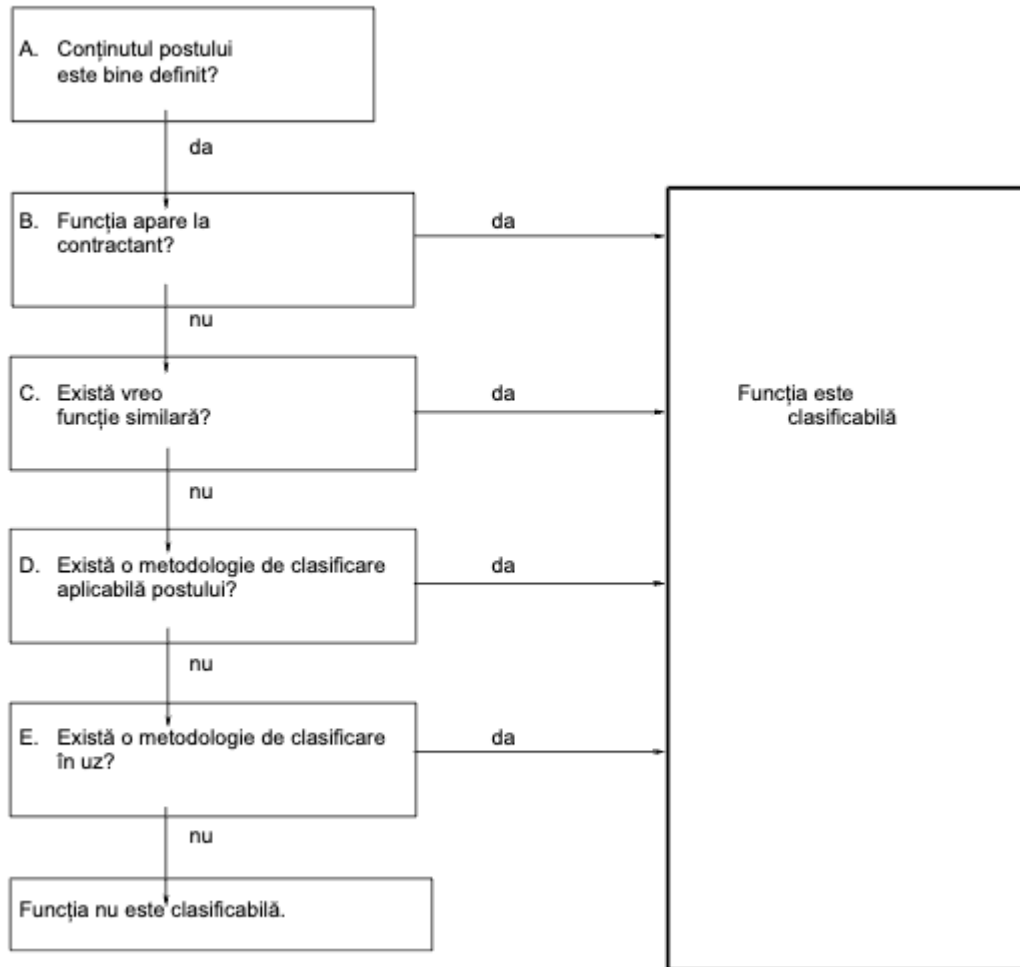 A. Conținutul postului
este bine definit?
da
B. Funcția apare la
contractant?
da
nu
C. Există vreo
funcție similară?
da
Funcția este
clasificabilă
nu
D. Există o metodologie de clasificare
aplicabilă postului?
da
nu
E. Există o metodologie de clasificare
în uz?
da
nu
Funcția nu este clasificabilă.